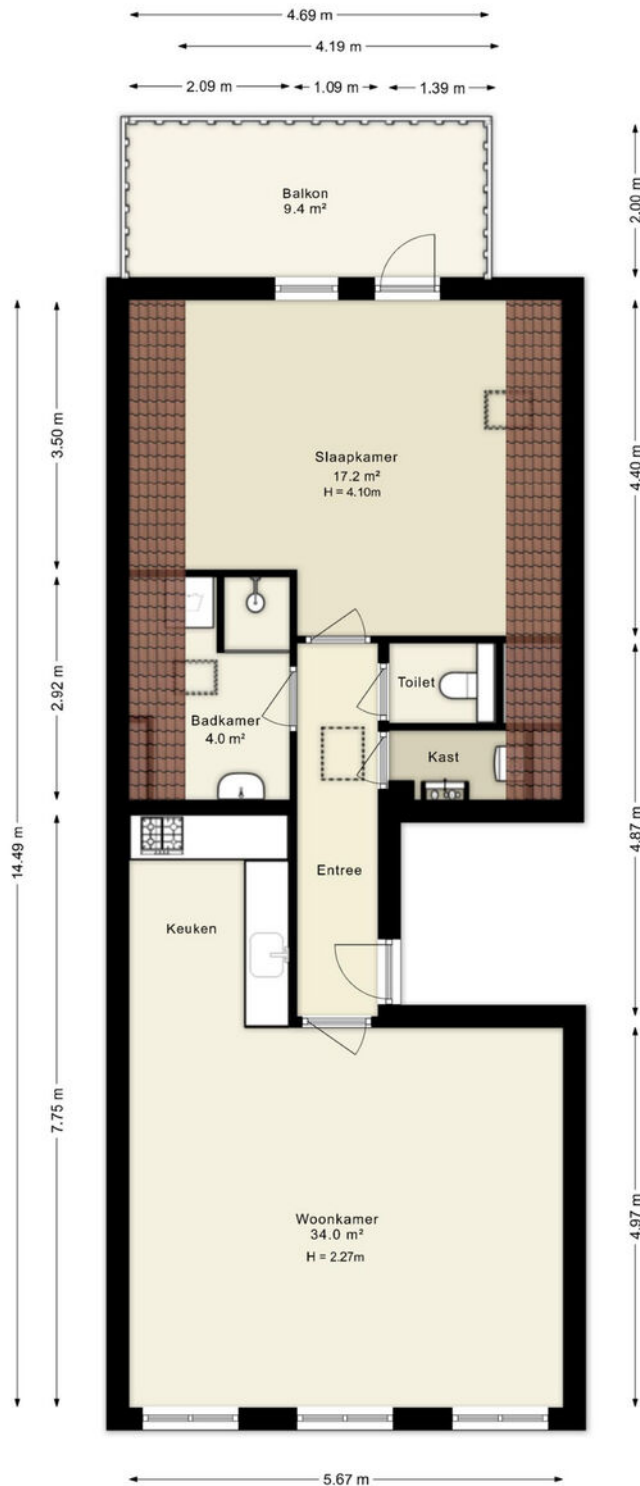 4.69 m
4.19 m
2.09 m
1.09 m
1.39 m
2.00 m
Balkon
9.4 m²
3.50 m
4.40 m
Slaapkamer
17.2 m²
H = 4.10m
2.92 m
Toilet
Badkamer
4.0 m²
Kast
14.49 m
4.87 m
Entree
Keuken
7.75 m
4.97 m
Woonkamer
34.0 m²
H = 2.27m
5.67 m